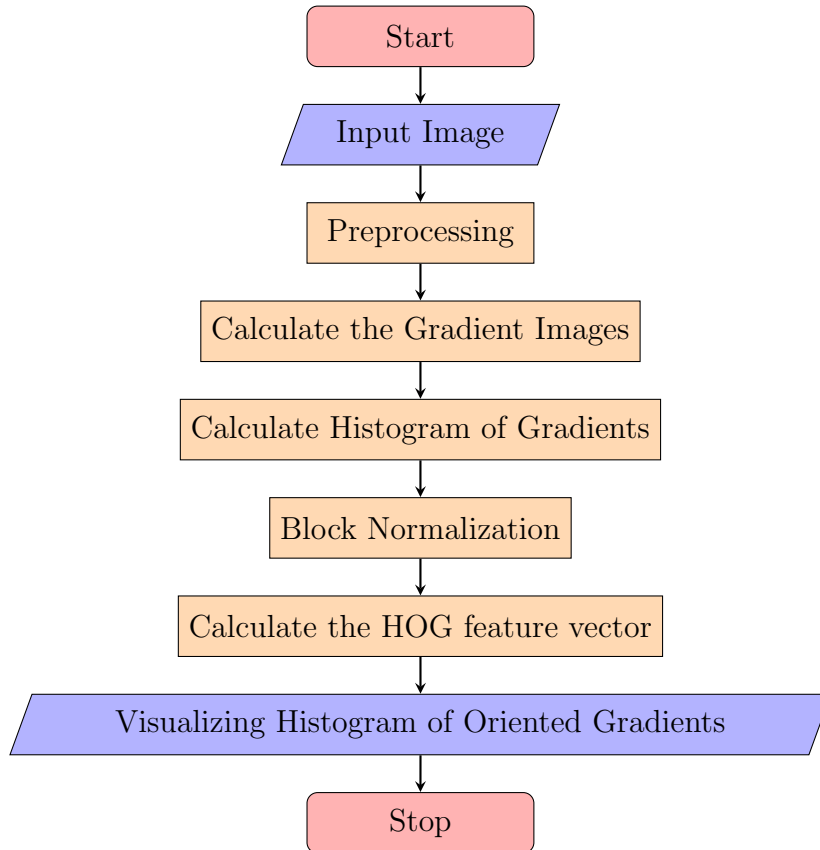 Start
Input Image
Preprocessing
Calculate the Gradient Images
Calculate Histogram of Gradients
Block Normalization
Calculate the HOG feature vector
Visualizing Histogram of Oriented Gradients
Stop